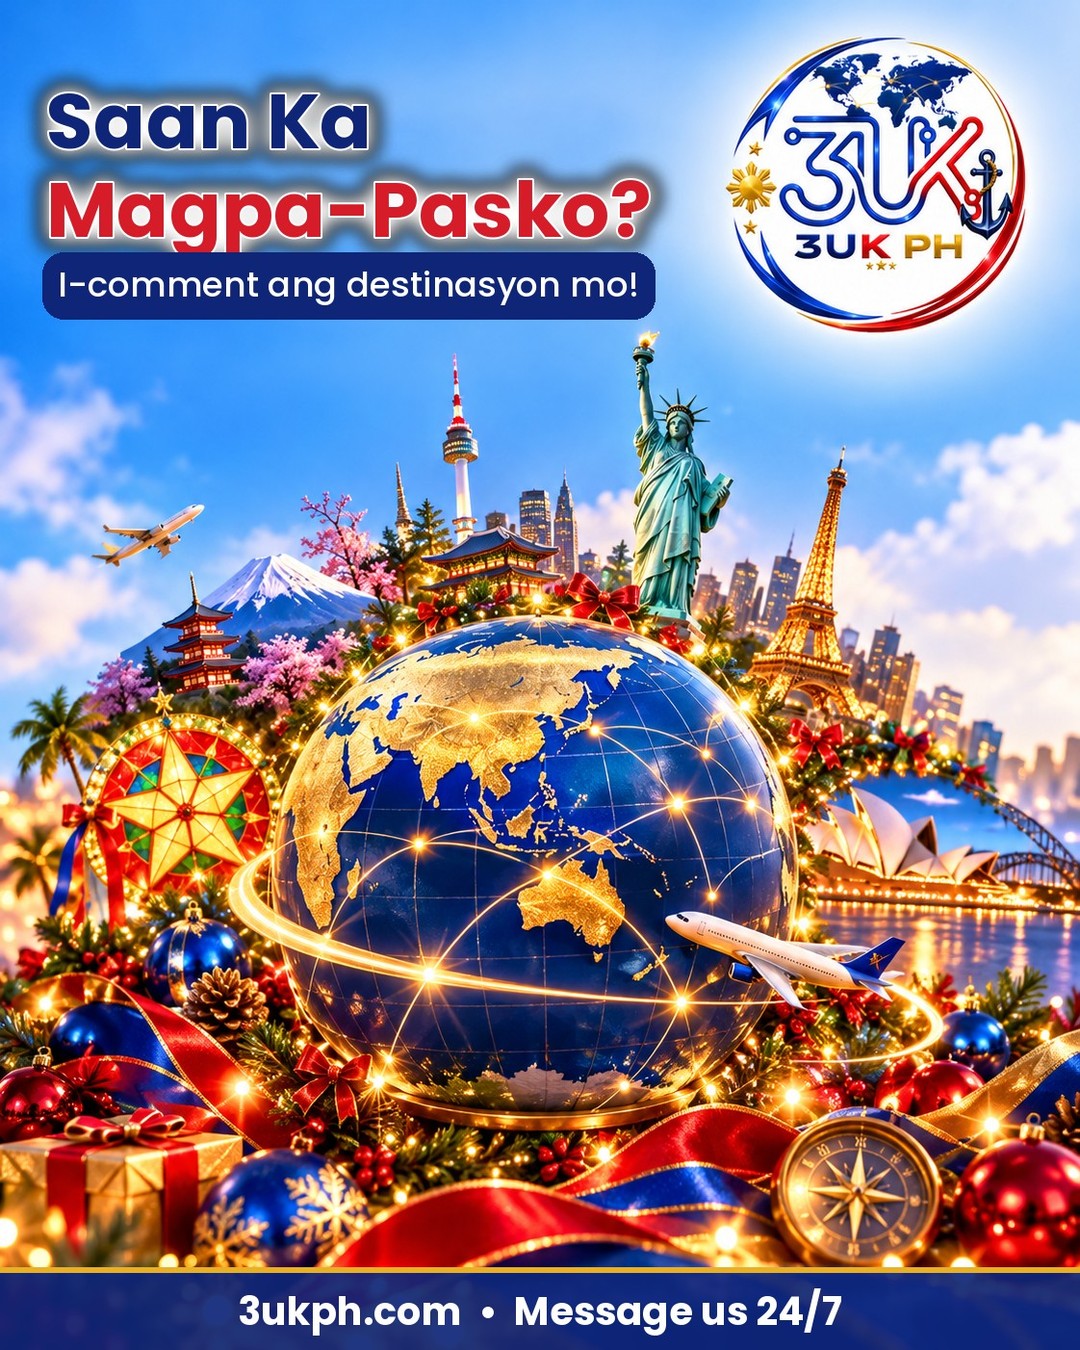 Saan Ka
Magpa-Pasko?
I-comment ang destinasyon mo!
3UK
3UK PH
3ukph.com • Message us 24/7